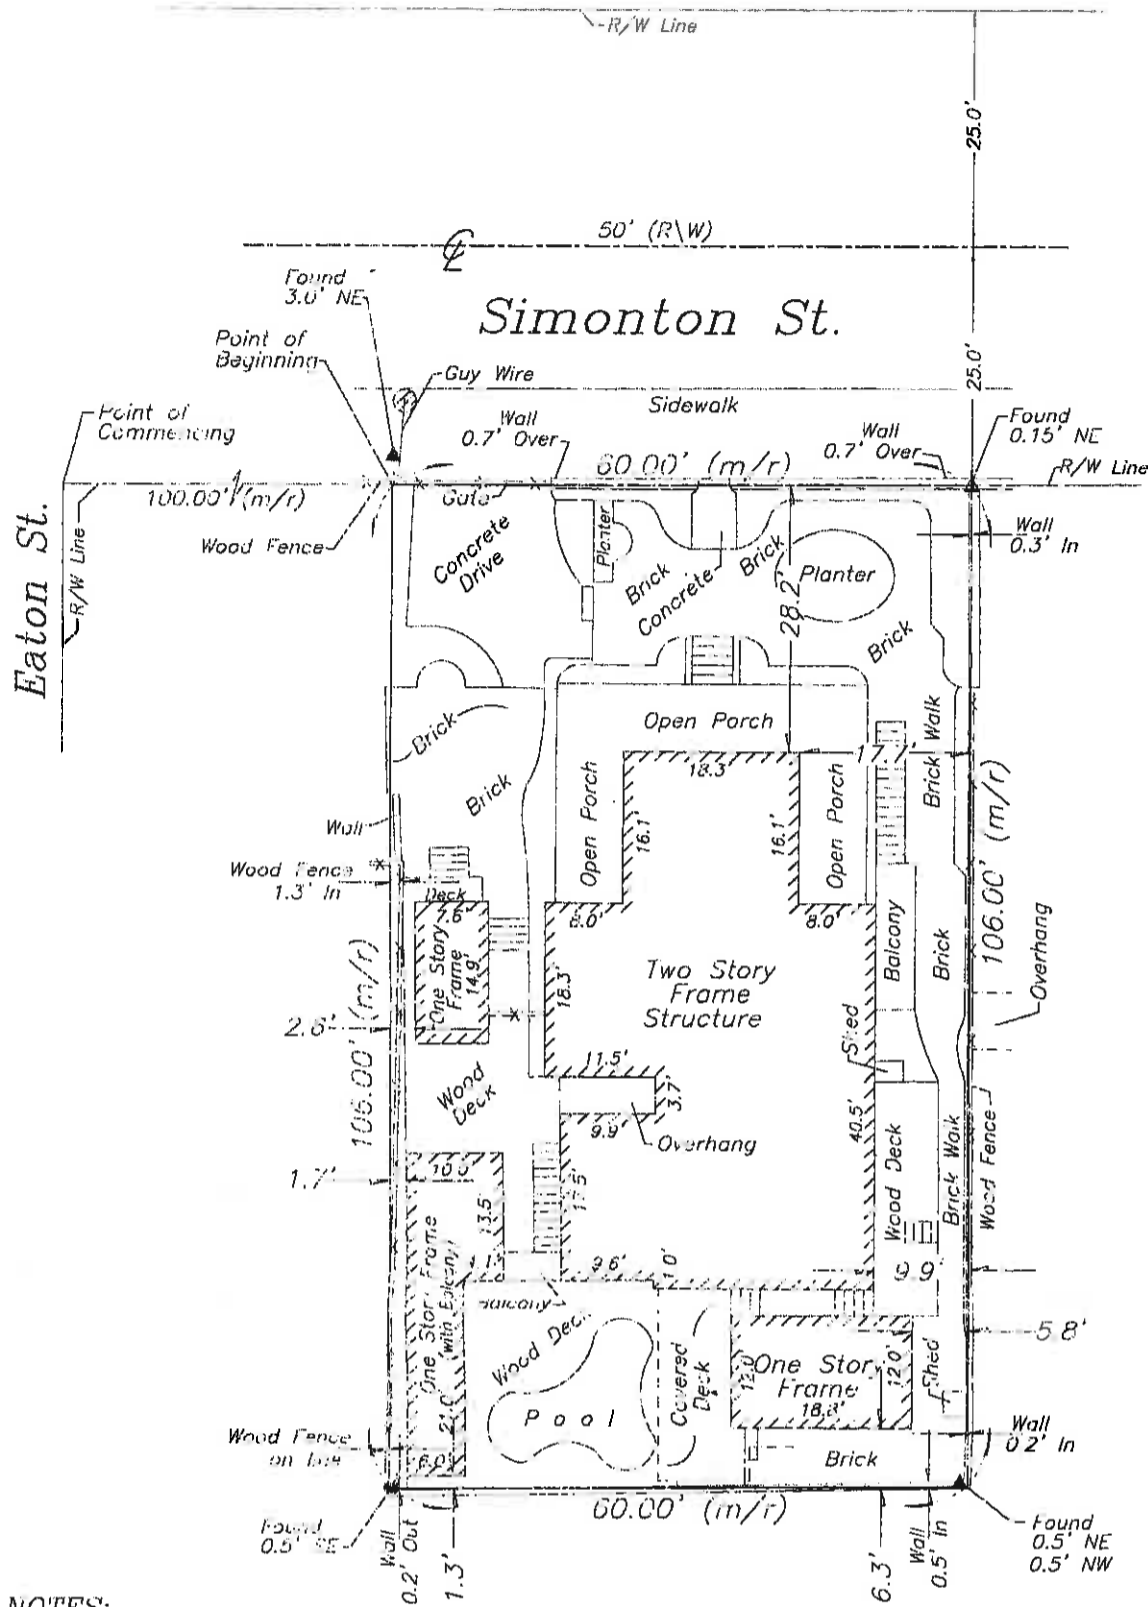 R/W Line
25.0'
50' (R\W)
Found
3.0' NE
Simonton St.
Point of
Beginning
25.0'
Guy Wire
Sidewalk
Point of
Commencing
Wall
0.7' Over
Wall
0.7' Over
Found
0.15' NE
60.00' (m/r)
R/W Line
100.00' (m/r)
Gate
Wood Fence
Eaton St.
R/W Line
Concrete
Drive
Planter
Brick
Concrete
Brick
28.2'
Planter
Wall
0.3' In
Brick
Open Porch
Brick
Brick Walk
17.7'
18.3'
Brick
Open Porch
16.1'
16.1'
Open Porch
106.00' (m/r)
Wall
Wood Fence
1.3' In
Deck
7.6'
8.0'
8.0'
Balcony
Brick
Overhang
One Story
Frame
14.9'
18.3'
Two Story
Frame
Structure
106.00' (m/r)
2.6'
Shed
11.5'
3.7'
Wood
Deck
9.9'
Overhang
40.5'
Wood Deck
Brick Walk
Wood Fence
1.7'
10.0'
13.5'
17.5'
9.6'
1.0'
9.9'
One Story Frame
(with Balcony)
21.0'
Balcony
Wood Deck
5.8'
Pool
Covered
Deck
12.0'
One Story
Frame
18.8'
12.0'
Shed
Wood Fence
on line
6.0'
Brick
Wall
0.2' In
60.00' (m/r)
Found
0.5' SE
Wall
0.2' Out
1.3'
6.3'
Wall
0.5' In
Found
0.5' NE
0.5' NW
NOTES: